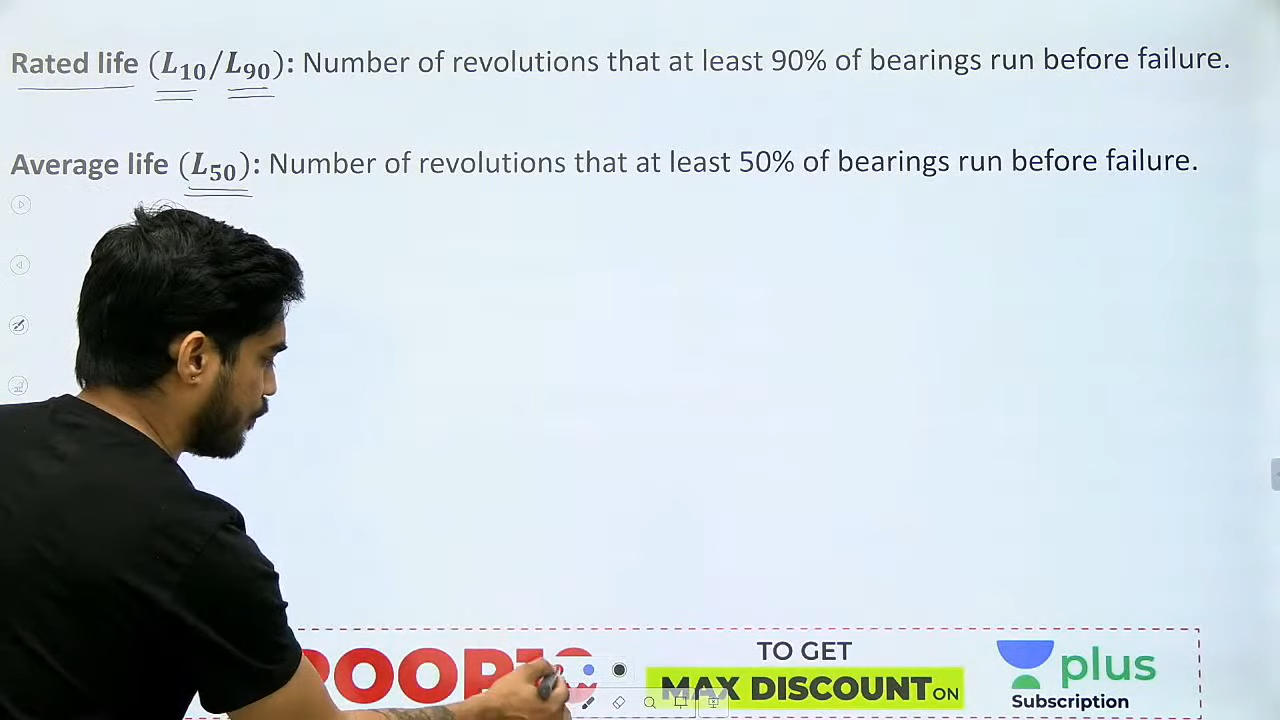 Rated life (L10/L90): Number of revolutions that at least 90% of bearings run before failure.
Average life (L50): Number of revolutions that at least 50% of bearings run before failure.
TO GET
MAX DISCOUNT ON
plus
Subscription